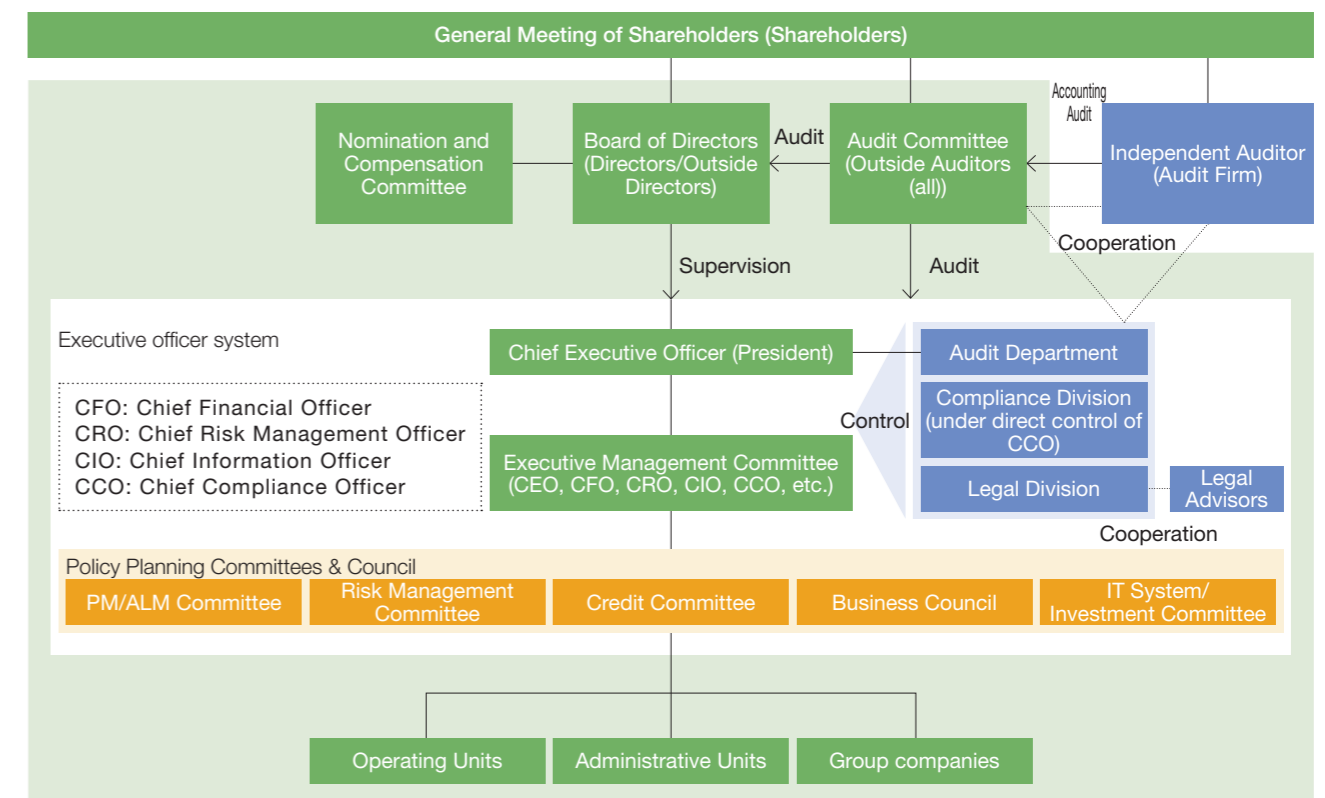 General Meeting of Shareholders (Shareholders)
Nomination and
Compensation
Committee
Board of Directors
(Directors/Outside
Directors)
Audit
Audit Committee
(Outside Auditors
(all))
Accounting
Audit
Independent Auditor
(Audit Firm)
Cooperation
Supervision
Audit
Executive officer system
Chief Executive Officer (President)
Audit Department
CFO: Chief Financial Officer
CRO: Chief Risk Management Officer
CIO: Chief Information Officer
CCO: Chief Compliance Officer
Control
Compliance Division
(under direct control of
CCO)
Executive Management Committee
(CEO, CFO, CRO, CIO, CCO, etc.)
Legal Division
Legal
Advisors
Cooperation
Policy Planning Committees & Council
PM/ALM Committee
Risk Management
Committee
Credit Committee
Business Council
IT System/
Investment Committee
Operating Units
Administrative Units
Group companies